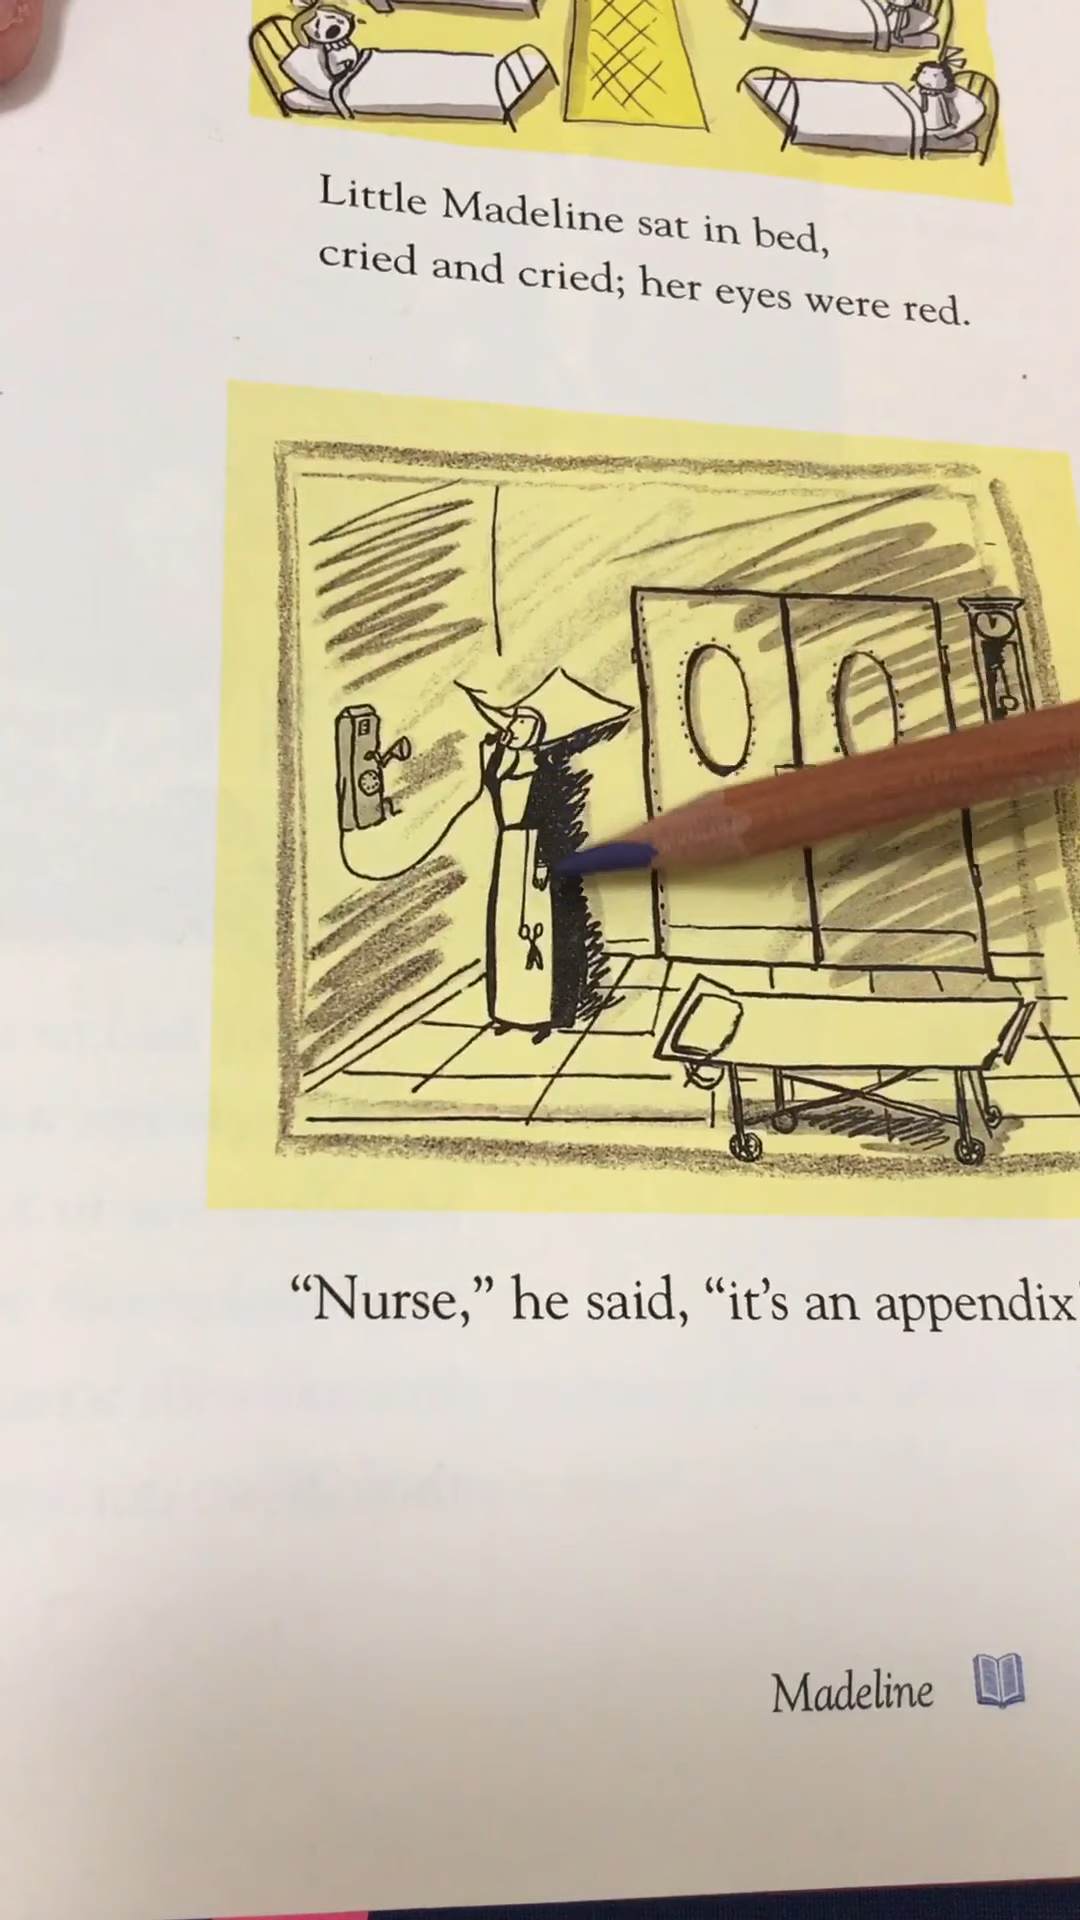 Little Madeline sat in bed,
cried and cried; her eyes were red.
“Nurse,” he said, “it’s an appendix
Madeline